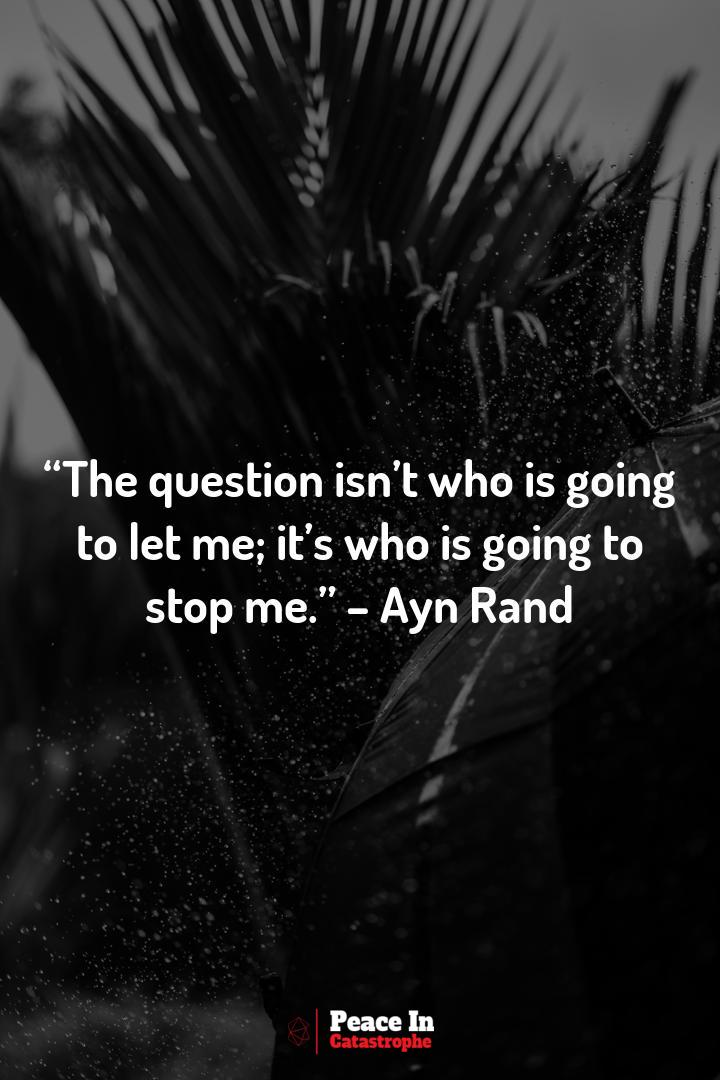 “The question isn’t who is going
to let me; it’s who is going to
stop me.” – Ayn Rand
Peace In
Catastrophe